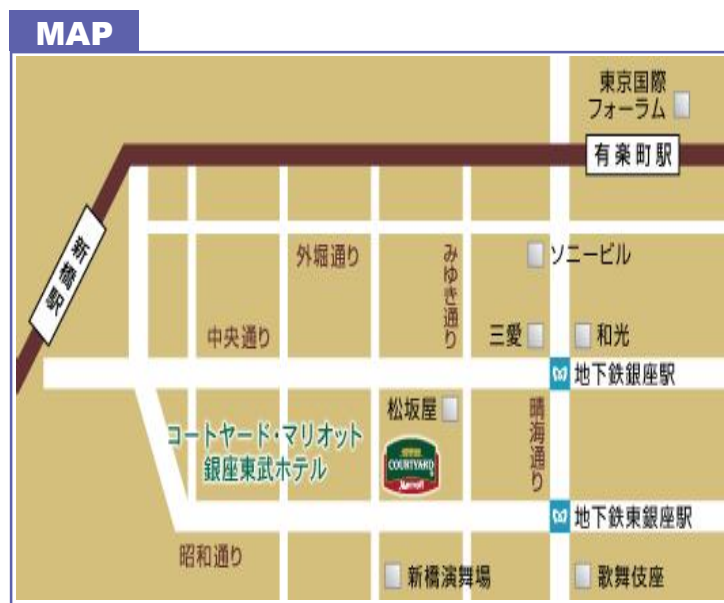 MAP
東京国際
フォーラム
有楽町駅
新橋駅
外堀通り
みゆき通り
ソニービル
中央通り
三愛
和光
地下鉄銀座駅
松坂屋
晴海通り
コートヤード・マリオット
銀座東武ホテル
COURTYARD
Marriott
地下鉄東銀座駅
昭和通り
新橋演舞場
歌舞伎座